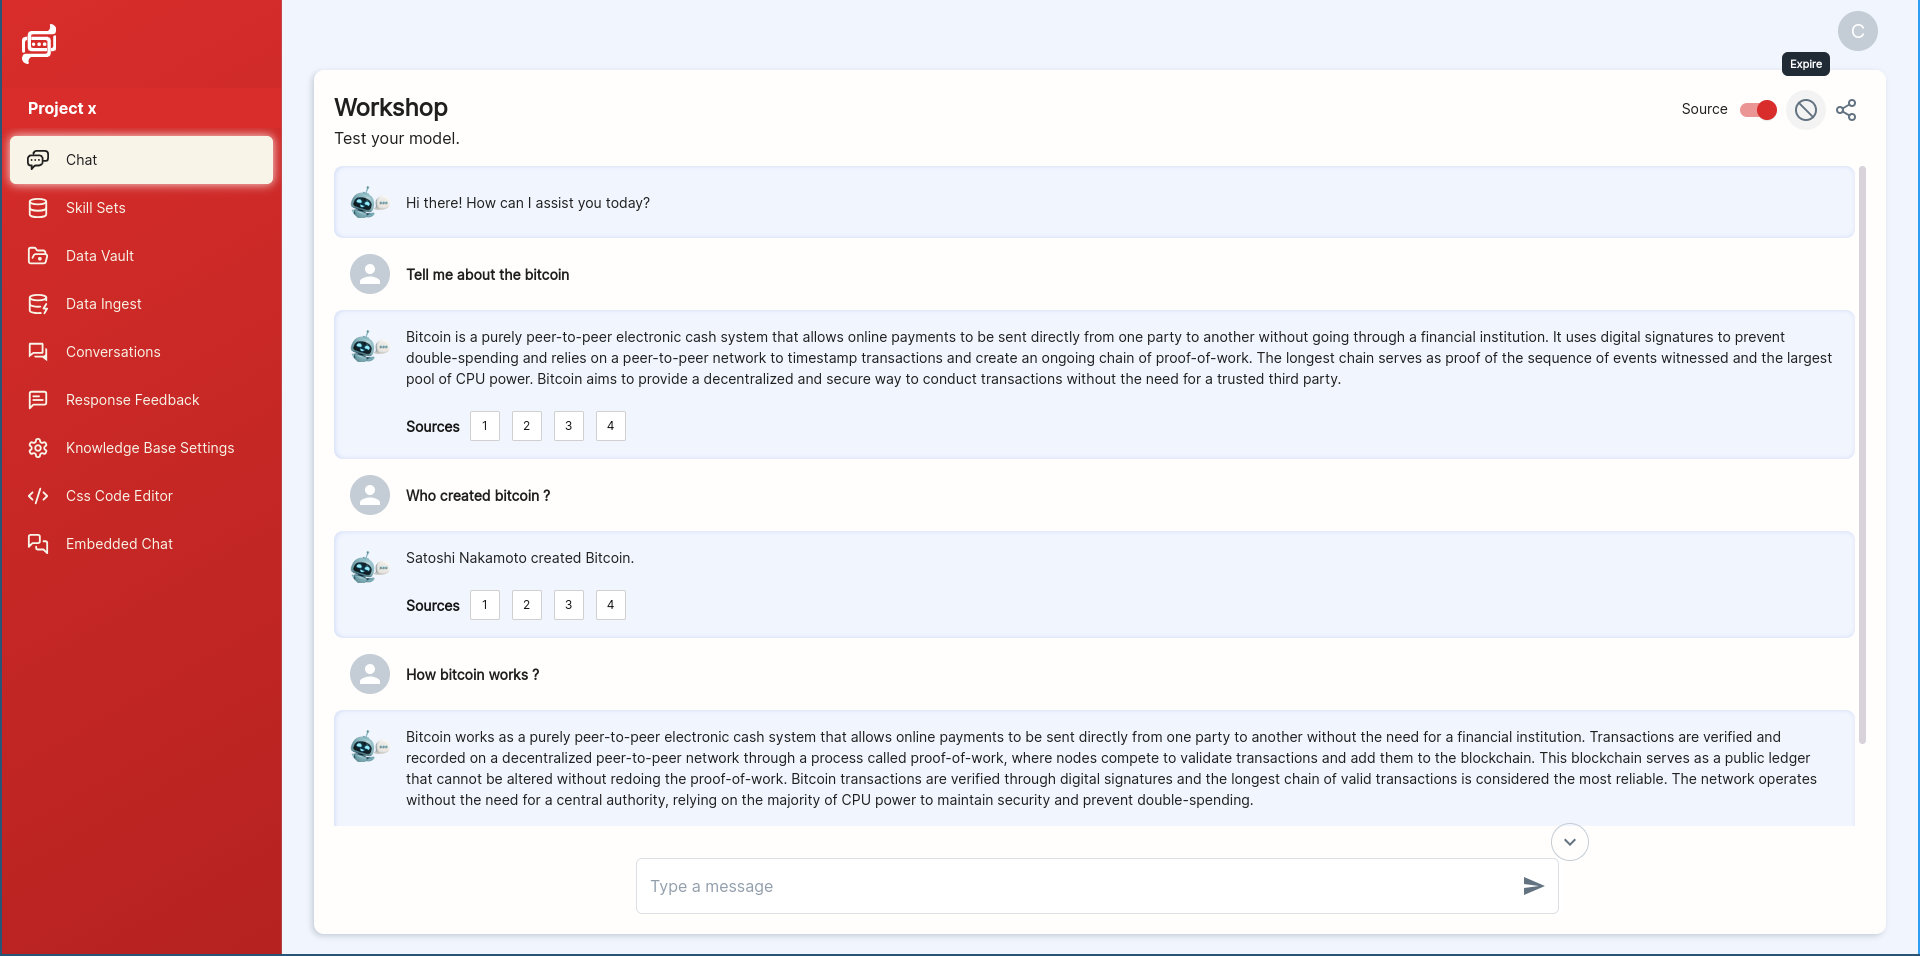 C
Expire
Project x
Chat
Skill Sets
Data Vault
Data Ingest
Conversations
Response Feedback
Knowledge Base Settings
Css Code Editor
Embedded Chat
Workshop
Test your model.
Source
Hi there! How can I assist you today?
Tell me about the bitcoin
Bitcoin is a purely peer-to-peer electronic cash system that allows online payments to be sent directly from one party to another without going through a financial institution. It uses digital signatures to prevent
double-spending and relies on a peer-to-peer network to timestamp transactions and create an ongoing chain of proof-of-work. The longest chain serves as proof of the sequence of events witnessed and the largest
pool of CPU power. Bitcoin aims to provide a decentralized and secure way to conduct transactions without the need for a trusted third party.
Sources 1 2 3 4
Who created bitcoin ?
Satoshi Nakamoto created Bitcoin.
Sources 1 2 3 4
How bitcoin works ?
Bitcoin works as a purely peer-to-peer electronic cash system that allows online payments to be sent directly from one party to another without the need for a financial institution. Transactions are verified and
recorded on a decentralized peer-to-peer network through a process called proof-of-work, where nodes compete to validate transactions and add them to the blockchain. This blockchain serves as a public ledger
that cannot be altered without redoing the proof-of-work. Bitcoin transactions are verified through digital signatures and the longest chain of valid transactions is considered the most reliable. The network operates
without the need for a central authority, relying on the majority of CPU power to maintain security and prevent double-spending.
Type a message